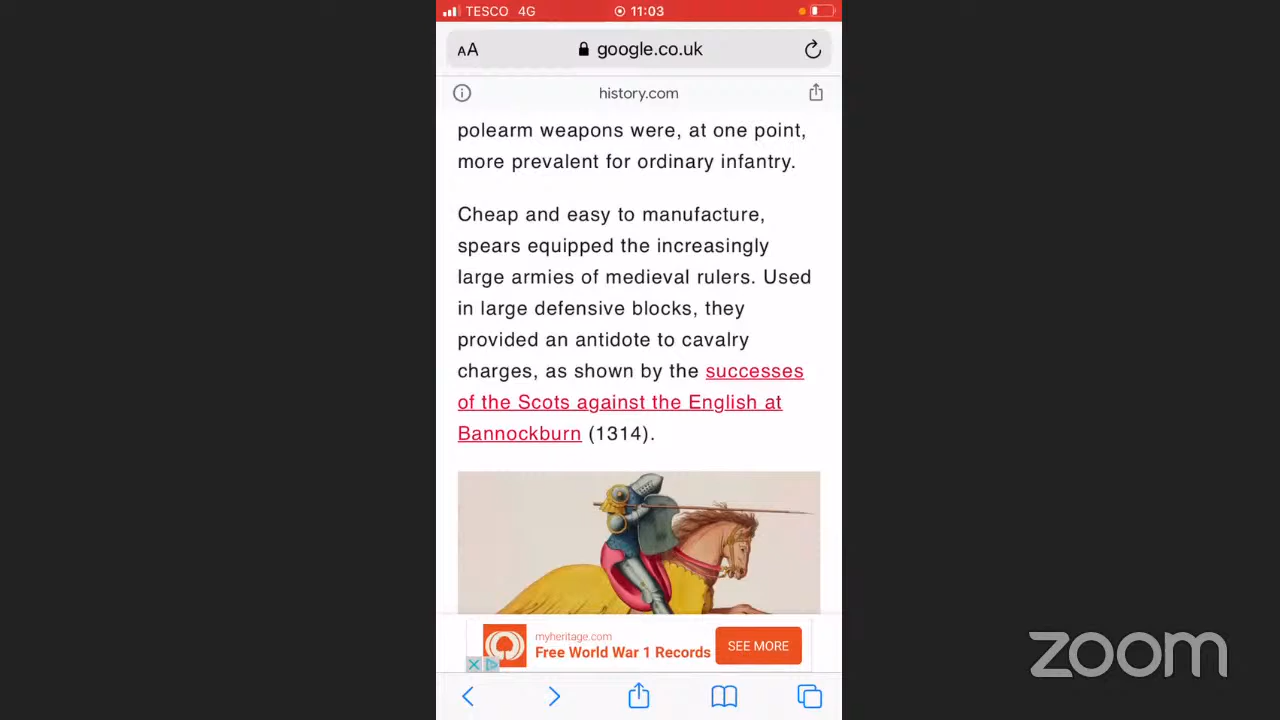 TESCO 4G 11:03
AA google.co.uk
history.com
polearm weapons were, at one point,
more prevalent for ordinary infantry.
Cheap and easy to manufacture,
spears equipped the increasingly
large armies of medieval rulers. Used
in large defensive blocks, they
provided an antidote to cavalry
charges, as shown by the successes
of the Scots against the English at
Bannockburn (1314).
myheritage.com
Free World War 1 Records
SEE MORE
zoom